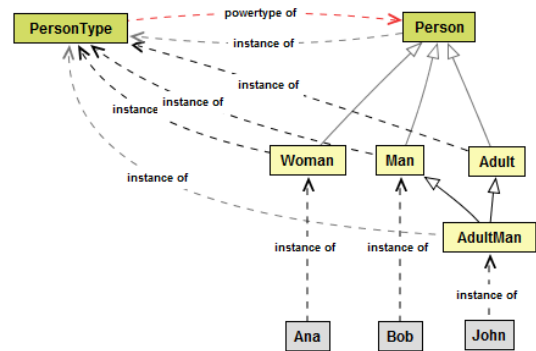 powertype of
PersonType
Person
instance of
instance of
instance of
instance of
Woman
Man
Adult
instance of
AdultMan
instance of
instance of
instance of
Ana
Bob
John